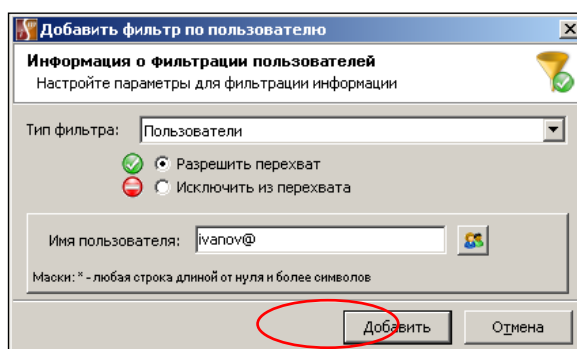 Добавить фильтр по пользователю
Информация о фильтрации пользователей
Настройте параметры для фильтрации информации
Тип фильтра: Пользователи
Разрешить перехват
Исключить из перехвата
Имя пользователя: ivanov@
Маски: * - любая строка длиной от нуля и более символов
Добавить Отмена